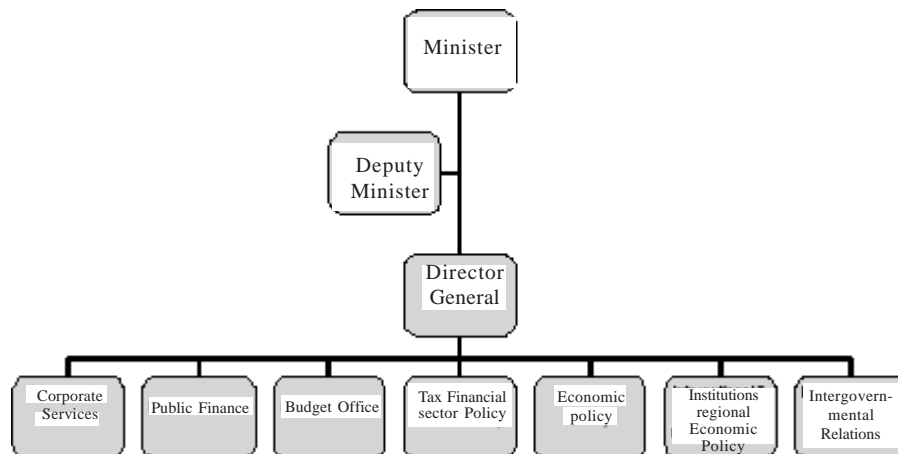 Minister
Deputy
Minister
Director
General
Corporate
Services
Public Finance
Budget Office
Tax Financial
sector Policy
Economic
policy
Institutions
regional
Economic
Policy
Intergovern-
mental
Relations